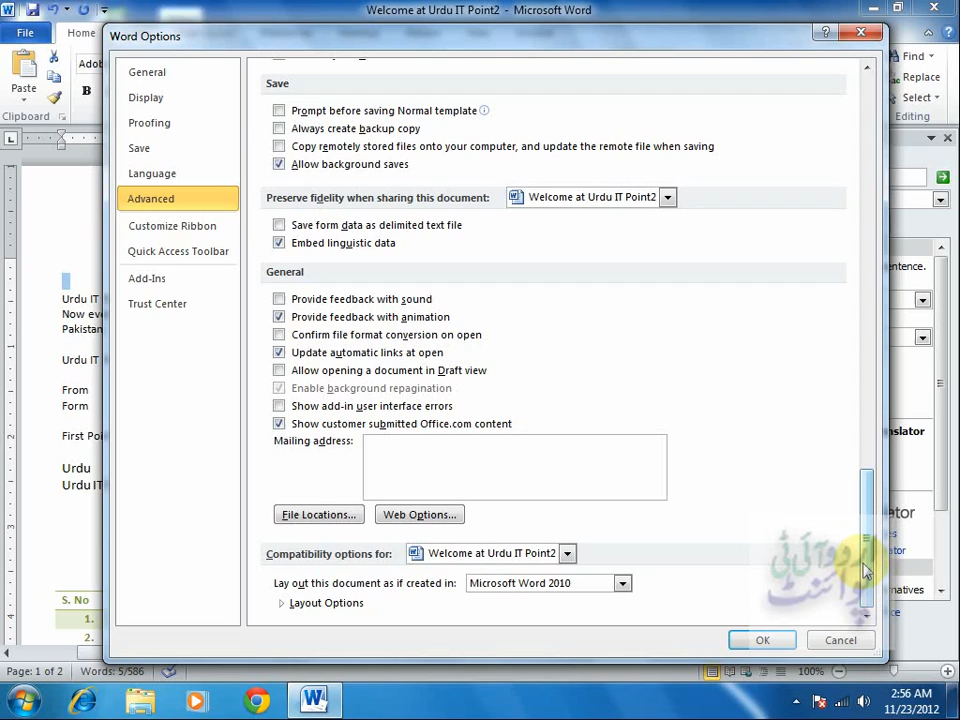 Welcome at Urdu IT Point2 - Microsoft Word
File
Home
Find
Paste
Replace
B
Select
Clipboard
Editing
Word Options
General
Display
Proofing
Save
Language
Advanced
Customize Ribbon
Quick Access Toolbar
Add-Ins
Trust Center
Save
Prompt before saving Normal template
Always create backup copy
Copy remotely stored files onto your computer, and update the remote file when saving
Allow background saves
Preserve fidelity when sharing this document: Welcome at Urdu IT Point2
Save form data as delimited text file
Embed linguistic data
General
Provide feedback with sound
Provide feedback with animation
Confirm file format conversion on open
Update automatic links at open
Allow opening a document in Draft view
Enable background repagination
Show add-in user interface errors
Show customer submitted Office.com content
Mailing address:
File Locations... Web Options...
Compatibility options for: Welcome at Urdu IT Point2
Lay out this document as if created in: Microsoft Word 2010
Layout Options
OK Cancel
Urdu IT
Pakistan
Urdu IT
From
Form
Urdu
Urdu IT
S. No
1.
2.
اردو آئی ٹی
پوائنٹ
Page: 1 of 2 Words: 5/586 100%
2:56 AM
11/23/2012